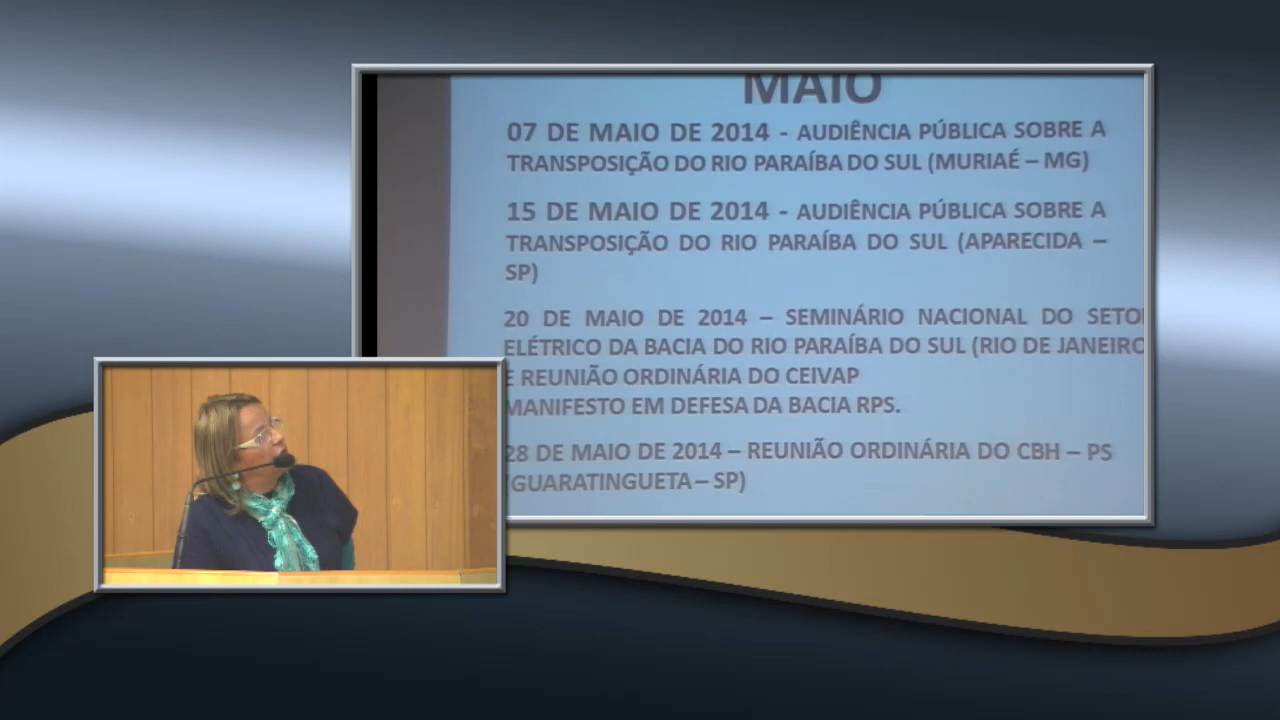 MAIO
07 DE MAIO DE 2014 - AUDIÊNCIA PÚBLICA SOBRE A
TRANSPOSIÇÃO DO RIO PARAÍBA DO SUL (MURIAÉ – MG)
15 DE MAIO DE 2014 - AUDIÊNCIA PÚBLICA SOBRE A
TRANSPOSIÇÃO DO RIO PARAÍBA DO SUL (APARECIDA –
SP)
20 DE MAIO DE 2014 – SEMINÁRIO NACIONAL DO SETO
ELÉTRICO DA BACIA DO RIO PARAÍBA DO SUL (RIO DE JANEIRO
E REUNIÃO ORDINÁRIA DO CEIVAP
MANIFESTO EM DEFESA DA BACIA RPS.
28 DE MAIO DE 2014 – REUNIÃO ORDINÁRIA DO CBH – PS
(GUARATINGUETA – SP)